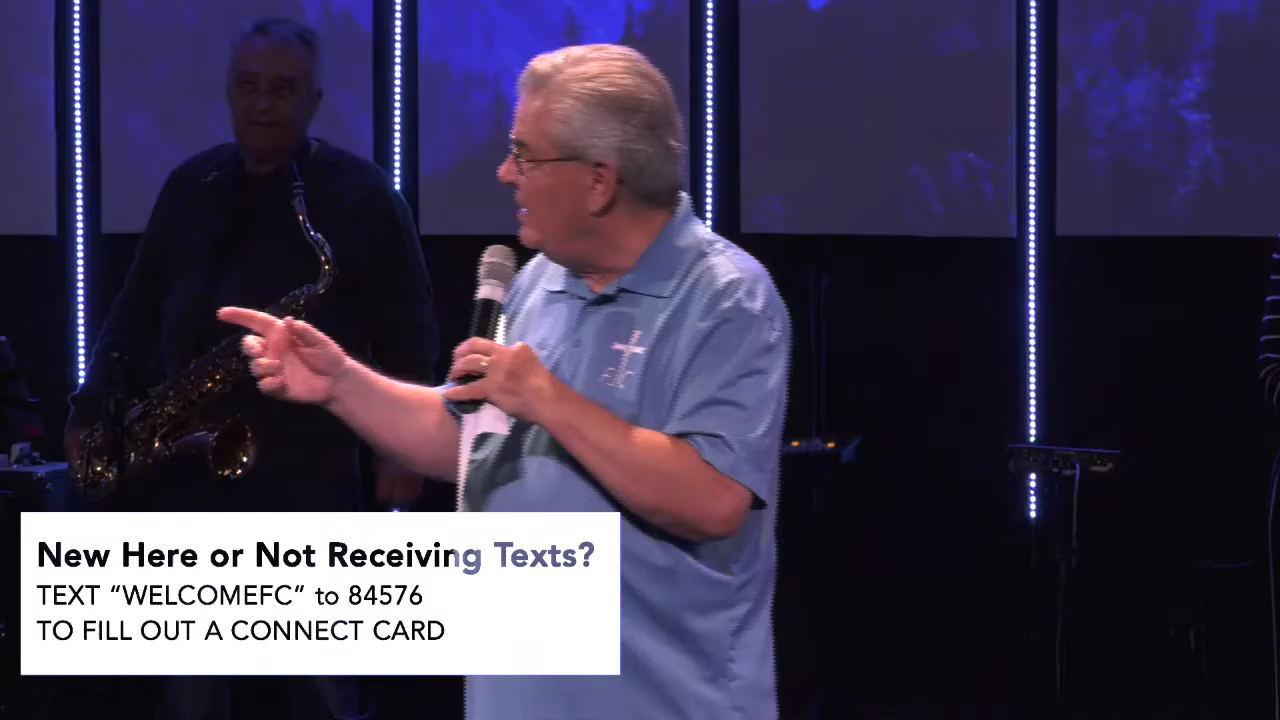 New Here or Not Receiving Texts?
TEXT “WELCOMEFC” to 84576
TO FILL OUT A CONNECT CARD